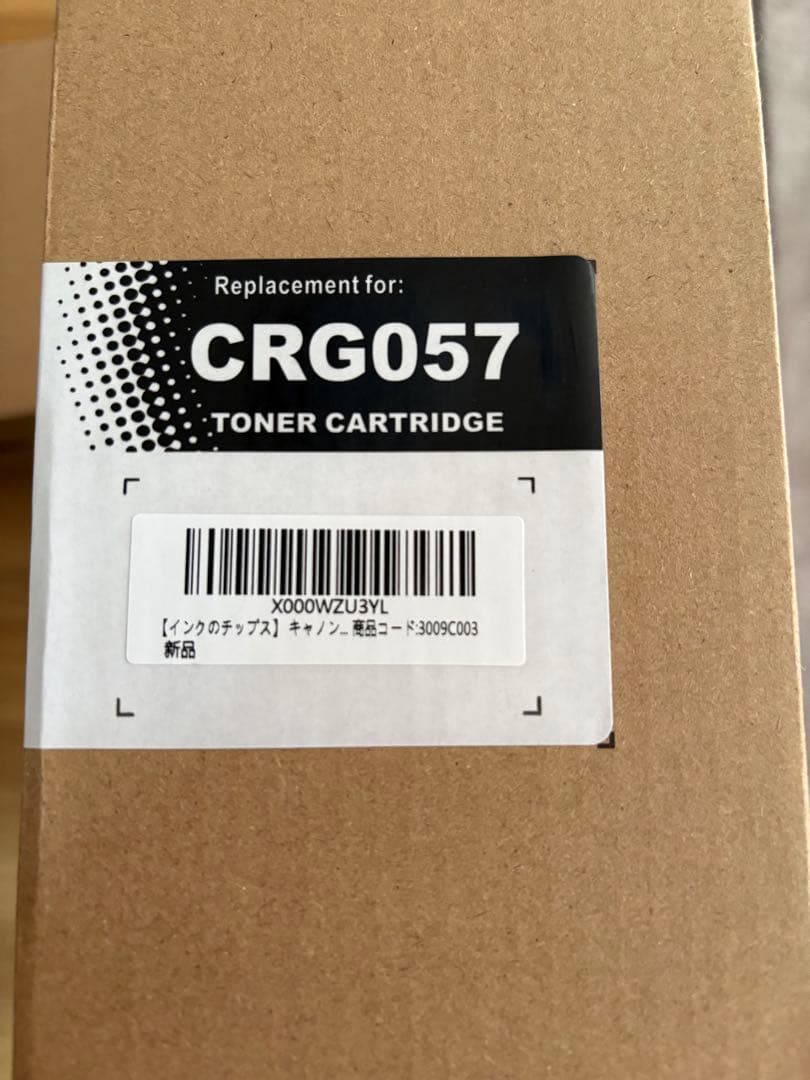 Replacement for:
CRG057
TONER CARTRIDGE
X000WZU3YL
【インクのチップス】 キャノン... 商品コード:3009C003
新品